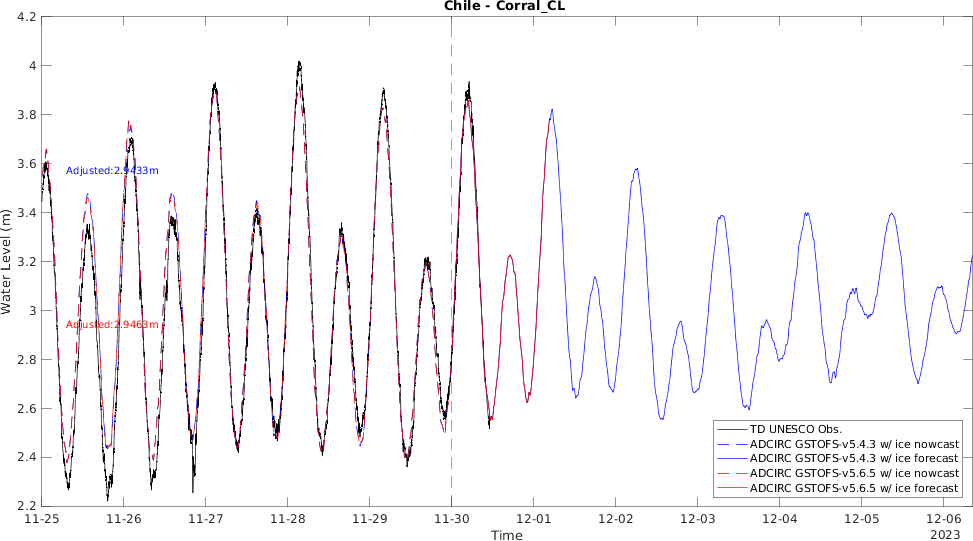 Chile - Corral_CL
4.2
4
3.8
3.6
3.4
3.2
3
2.8
2.6
2.4
2.2
Water Level (m)
Adjusted:2.9433m
Adjusted:2.9463m
TD UNESCO Obs.
ADCIRC GSTOFS-v5.4.3 w/ ice nowcast
ADCIRC GSTOFS-v5.4.3 w/ ice forecast
ADCIRC GSTOFS-v5.6.5 w/ ice nowcast
ADCIRC GSTOFS-v5.6.5 w/ ice forecast
11-25 11-26 11-27 11-28 11-29 11-30 12-01 12-02 12-03 12-04 12-05 12-06
2023
Time